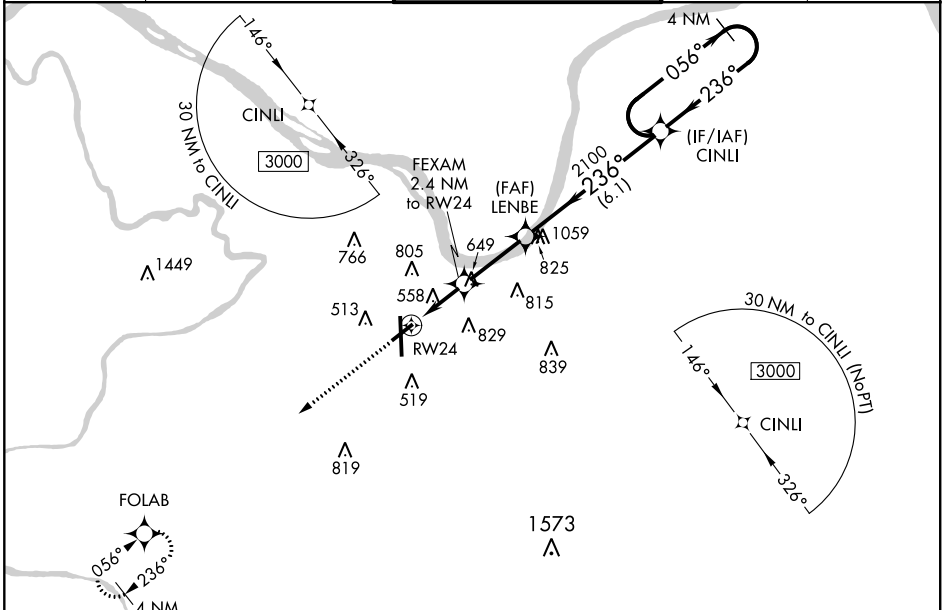 4 NM
146°
056°
236°
CINLI
30 NM to CINLI
3000
326°
(IF/IAF)
CINLI
2100
236°
(6.1)
FEXAM
2.4 NM
to RW24
(FAF)
LENBE
1449
766
805
649
1059
825
558
815
513
829
RW24
839
519
30 NM to CINLI (NoPT)
146°
3000
CINLI
326°
819
FOLAB
056°
236°
4 NM
1573